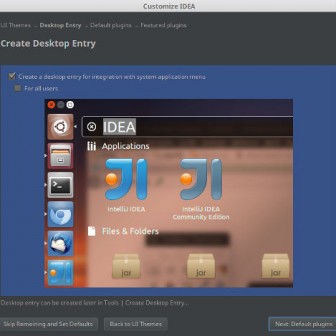 Customize IDEA
UI Themes → Desktop Entry → Default plugins → Featured plugins
Create Desktop Entry
Create a desktop entry for integration with system application menu
For all users
IDEA
Applications
IntelliJ IDEA
IntelliJ IDEA
Community Edition
Files & Folders
jar
jar
jar
Desktop entry can be created later in Tools | Create Desktop Entry...
Skip Remaining and Set Defaults
Back to UI Themes
Next: Default plugins